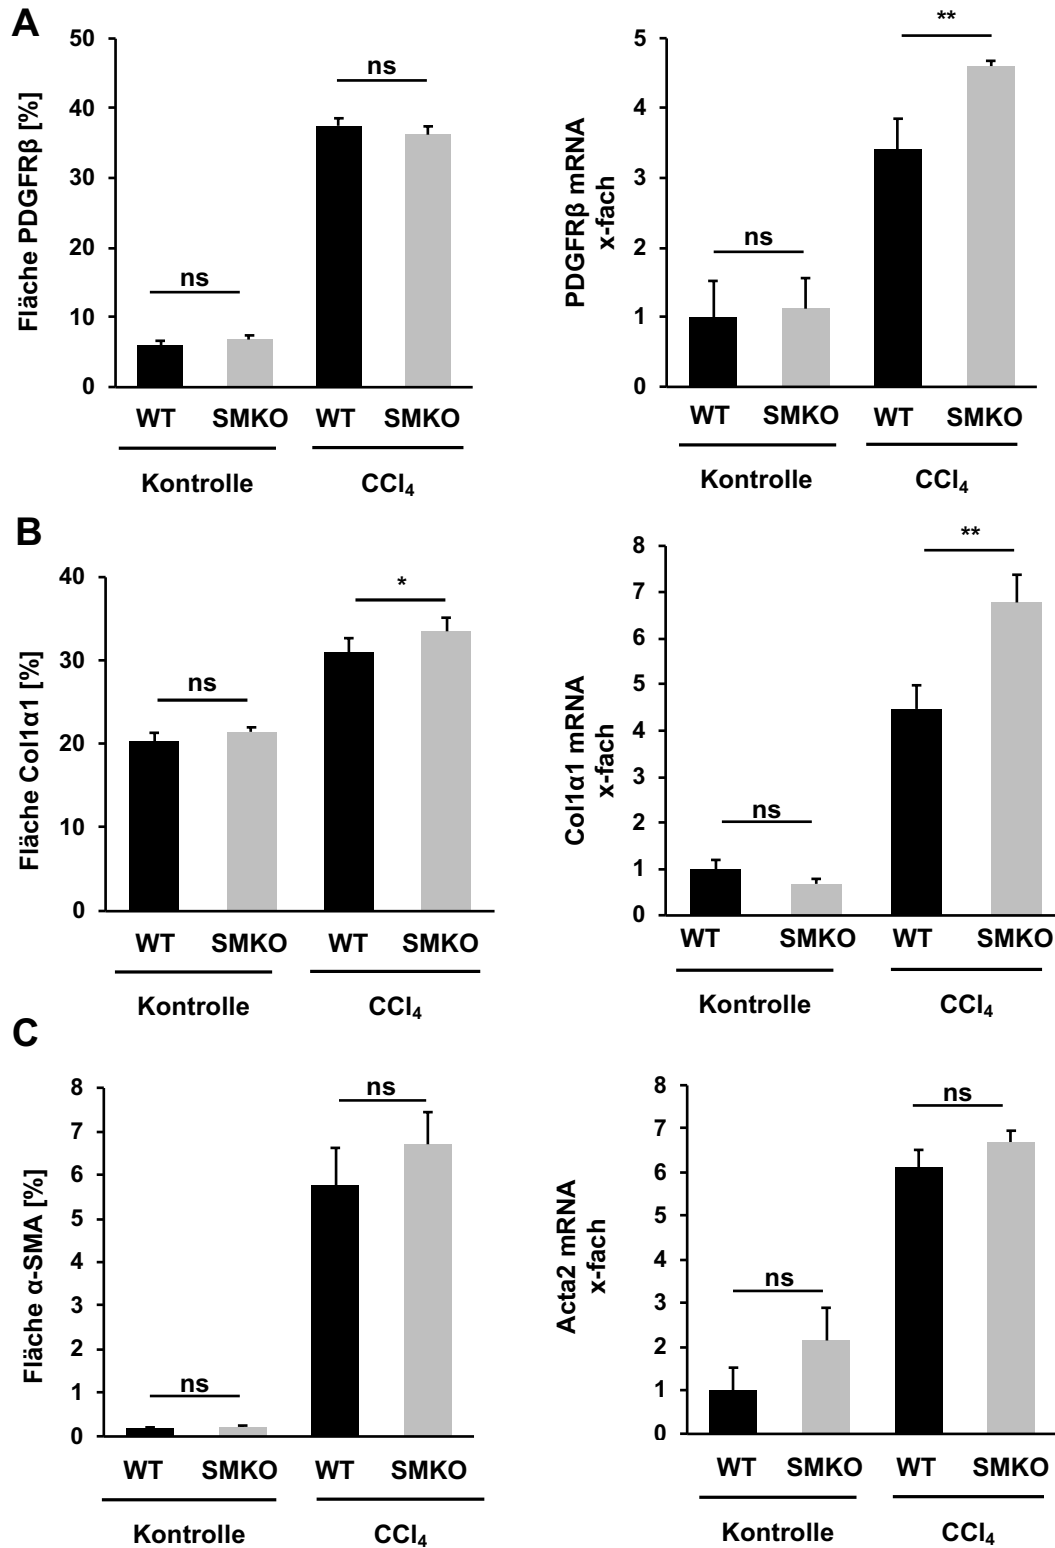 A
Fläche PDGFRβ [%]
50
40
30
20
10
0
ns
ns
WT SMKO WT SMKO
Kontrolle CCl₄
PDGFRβ mRNA
x-fach
5
4
3
2
1
0
ns
**
WT SMKO WT SMKO
Kontrolle CCl₄
B
Fläche Col1α1 [%]
40
30
20
10
0
ns
*
WT SMKO WT SMKO
Kontrolle CCl₄
Col1α1 mRNA
x-fach
8
7
6
5
4
3
2
1
0
ns
**
WT SMKO WT SMKO
Kontrolle CCl₄
C
Fläche α-SMA [%]
8
7
6
5
4
3
2
1
0
ns
ns
WT SMKO WT SMKO
Kontrolle CCl₄
Acta2 mRNA
x-fach
8
7
6
5
4
3
2
1
0
ns
ns
WT SMKO WT SMKO
Kontrolle CCl₄